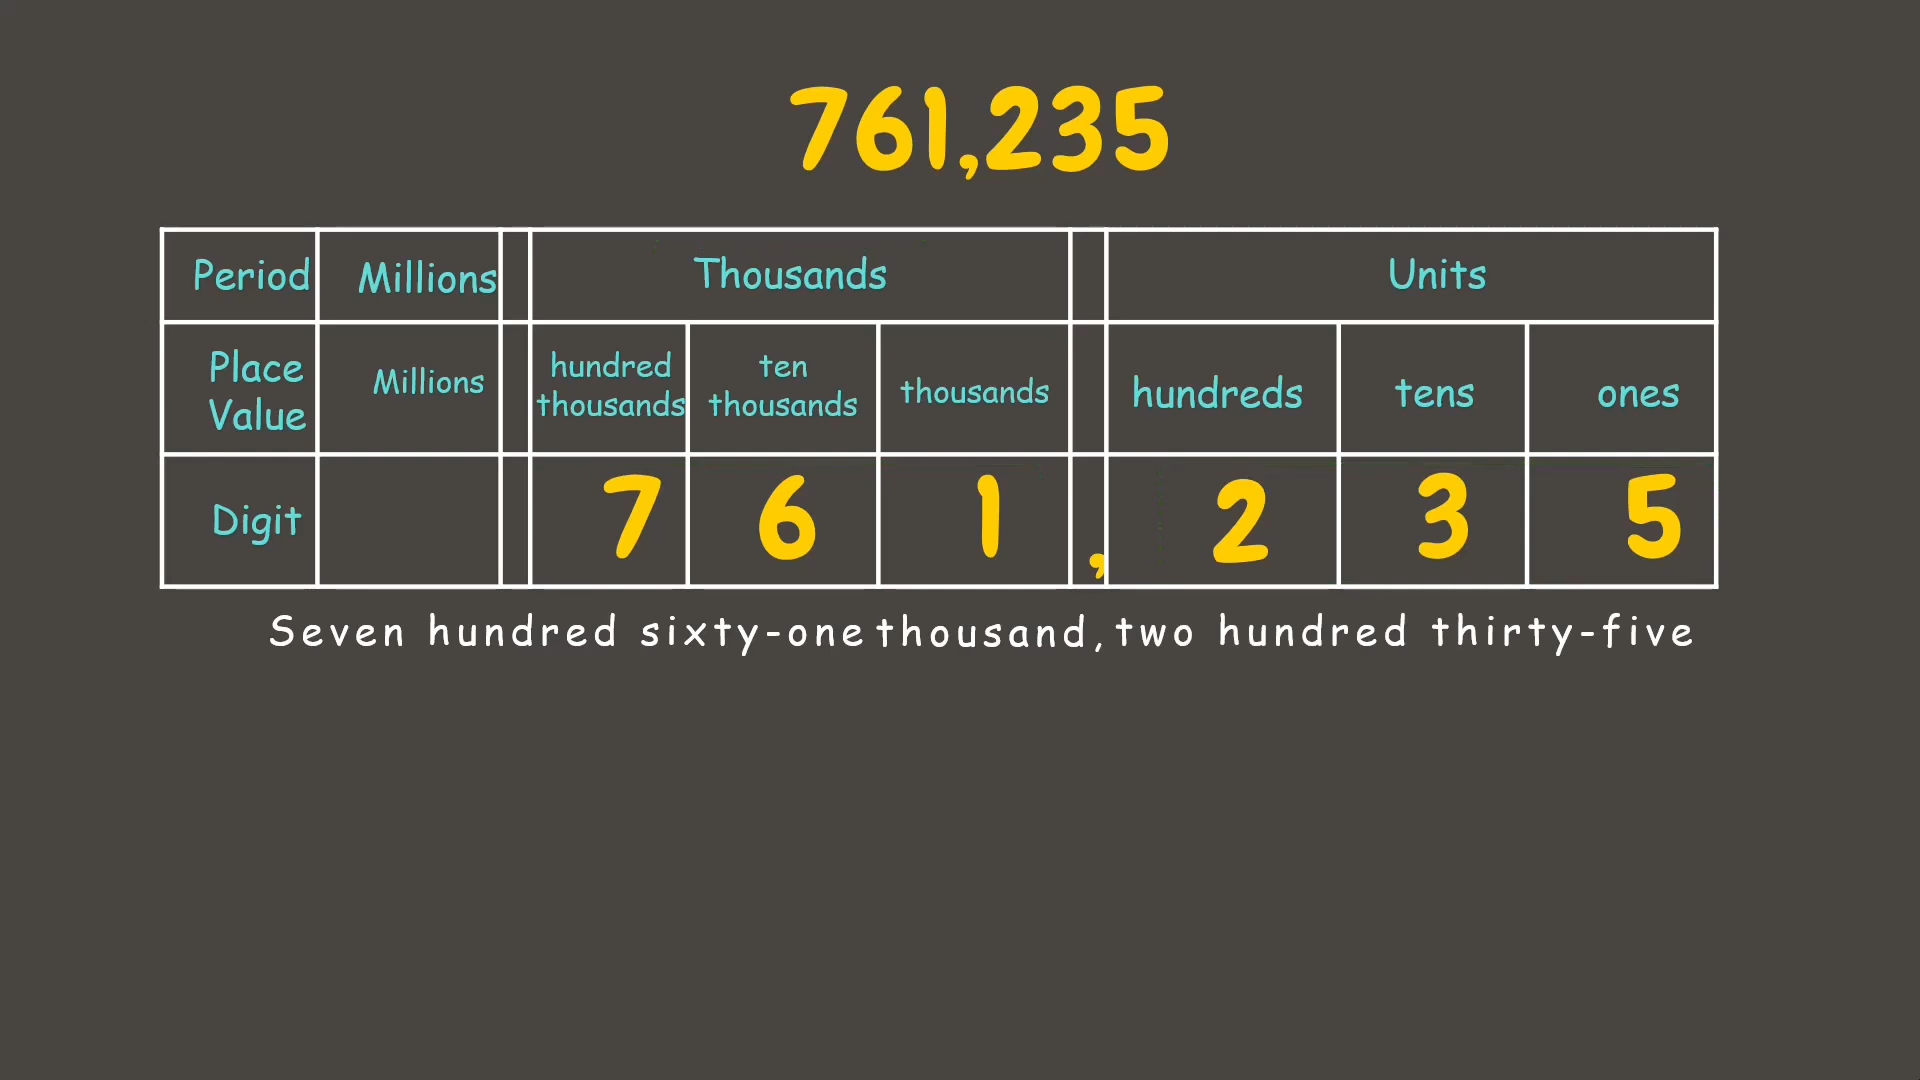 761,235
Period Millions Thousands Units
Place Value Millions hundred thousands ten thousands thousands hundreds tens ones
Digit 7 6 1 , 2 3 5
Seven hundred sixty-one thousand, two hundred thirty-five